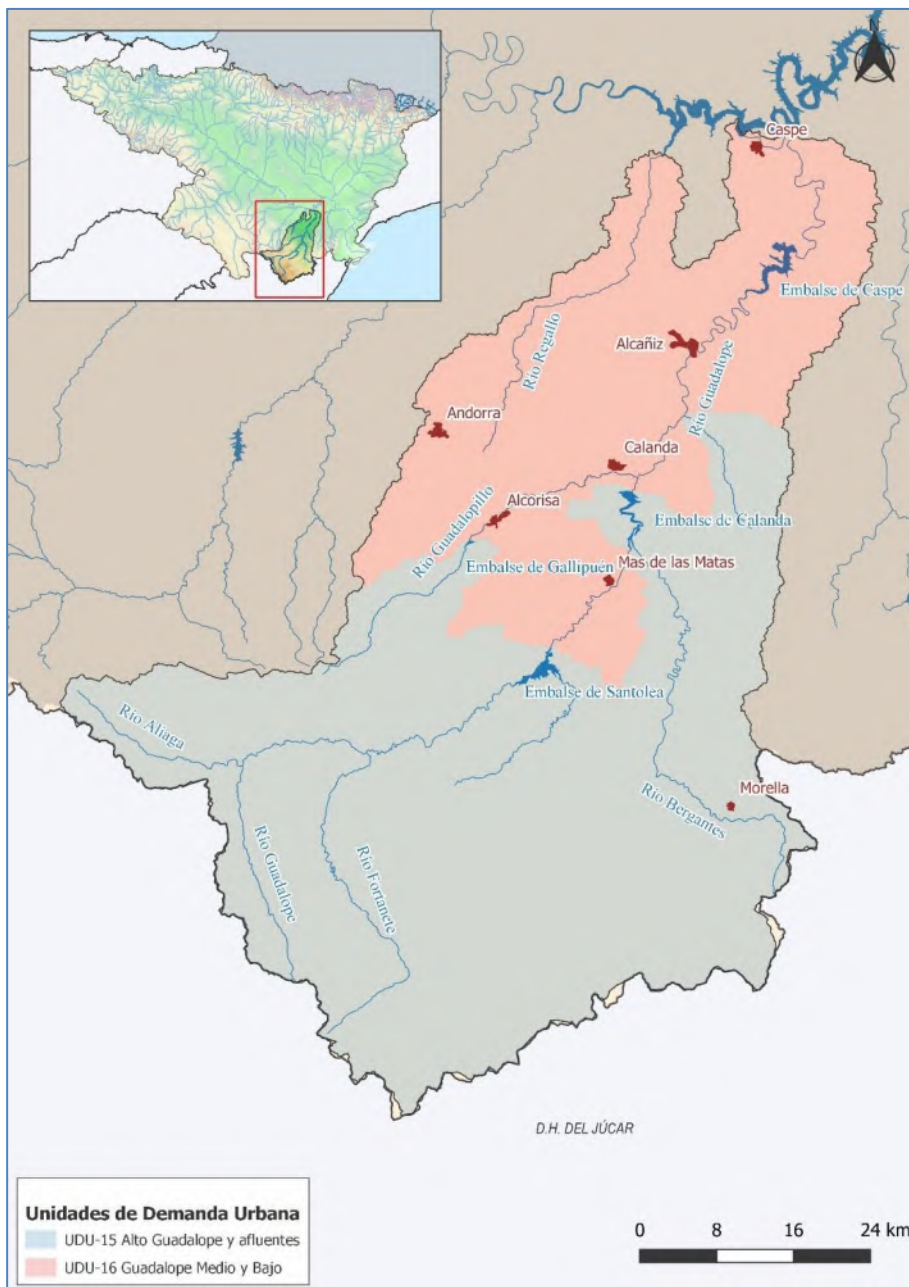 N
Caspe
Embalse de Caspe
Río Regallo
Alcañiz
Río Guadalope
Andorra
Calanda
Alcorisa
Río Guadalopillo
Embalse de Calanda
Embalse de Gallipuén
Mas de las Matas
Embalse de Santolea
Río Aliaga
Morella
Río Bergantes
Río Guadalope
Río Fortanete
D.H. DEL JÚCAR
Unidades de Demanda Urbana
UDU-15 Alto Guadalope y afluentes
UDU-16 Guadalope Medio y Bajo
0 8 16 24 km